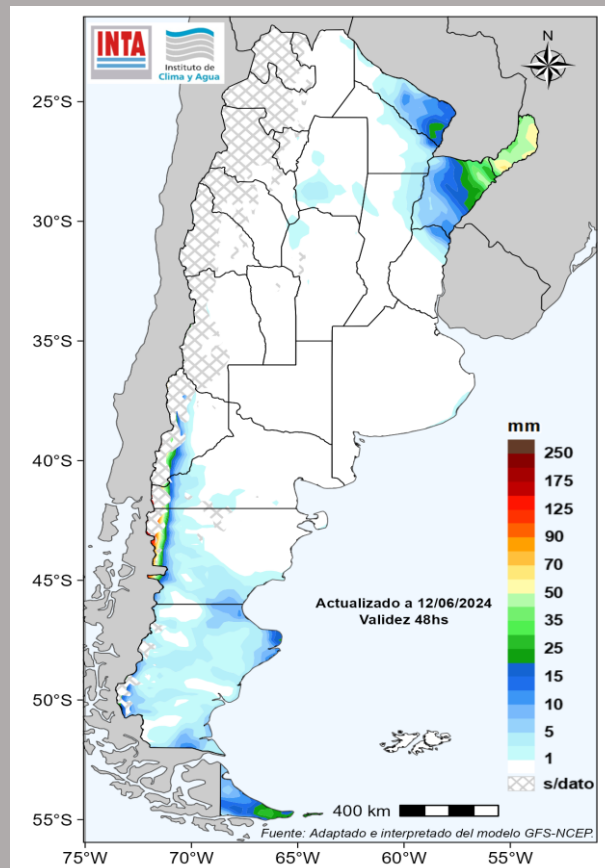 INTA
Instituto de
Clima y Agua
N
25°S
30°S
35°S
40°S
45°S
50°S
55°S
mm
250
175
125
90
70
50
35
25
15
10
5
1
s/dato
Actualizado a 12/06/2024
Validez 48hs
400 km
Fuente: Adaptado e interpretado del modelo GFS-NCEP.
75°W
70°W
65°W
60°W
55°W